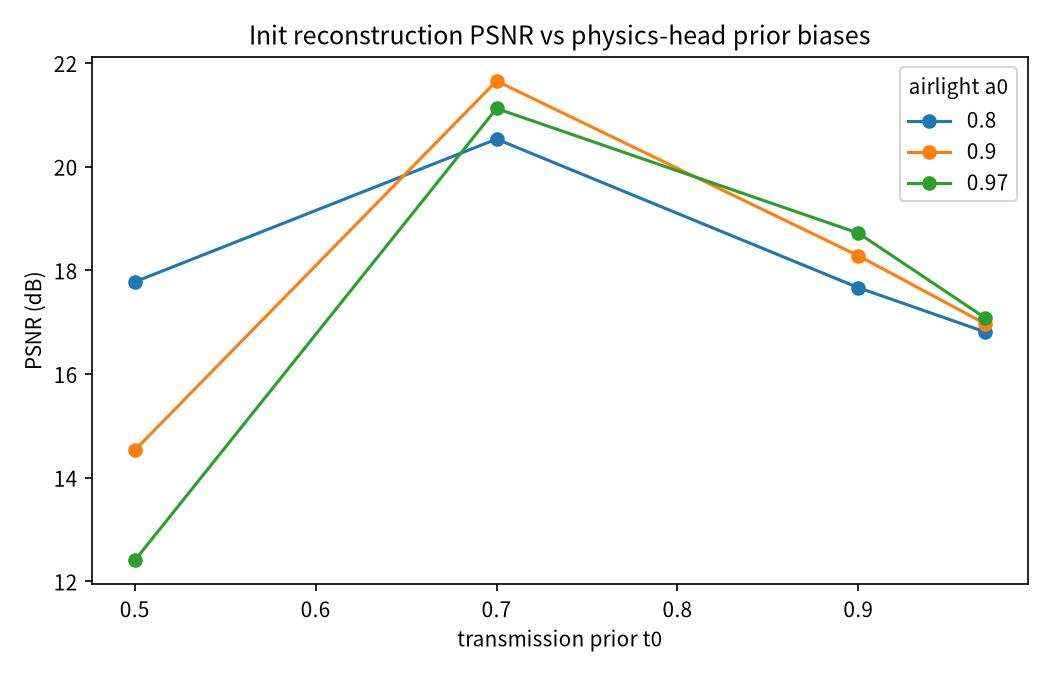 Init reconstruction PSNR vs physics-head prior biases
airlight a0
0.8
0.9
0.97
PSNR (dB)
22
20
18
16
14
12
0.5 0.6 0.7 0.8 0.9
transmission prior t0